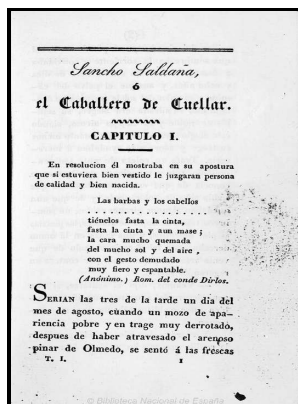 Sancho Saldaña,
ó
el Caballero de Cuellar.
CAPITULO I.
En resolucion él mostraba en su apostura
que si estuviera bien vestido le juzgaran persona
de calidad y bien nacida.
Las barbas y los cabellos
. . . . . . . . . . . . . . . . . .
tiénelos fasta la cinta,
fasta la cinta y aun mase;
la cara mucho quemada
del mucho sol y del aire,
con el gesto demudado
muy fiero y espantable.
(Anónimo.) Rom. del conde Dirlos.
SERIAN las tres de la tarde un dia del
mes de agosto, cuando un mozo de apa-
riencia pobre y en trage muy derrotado,
despues de haber atravesado el arenoso
pinar de Olmedo, se sentó á las frescas
T. I. 1
© Biblioteca Nacional de España